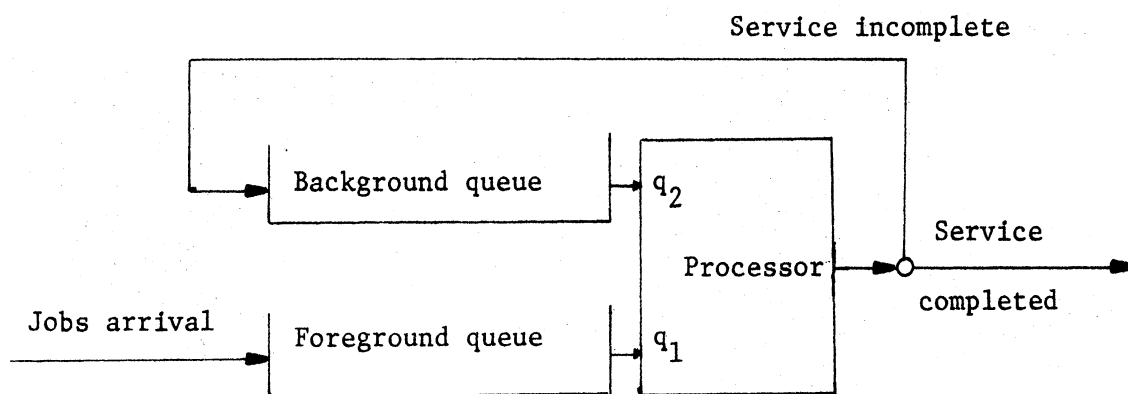 Service incomplete
Background queue
q2
Service
Processor
completed
Jobs arrival
Foreground queue
q1